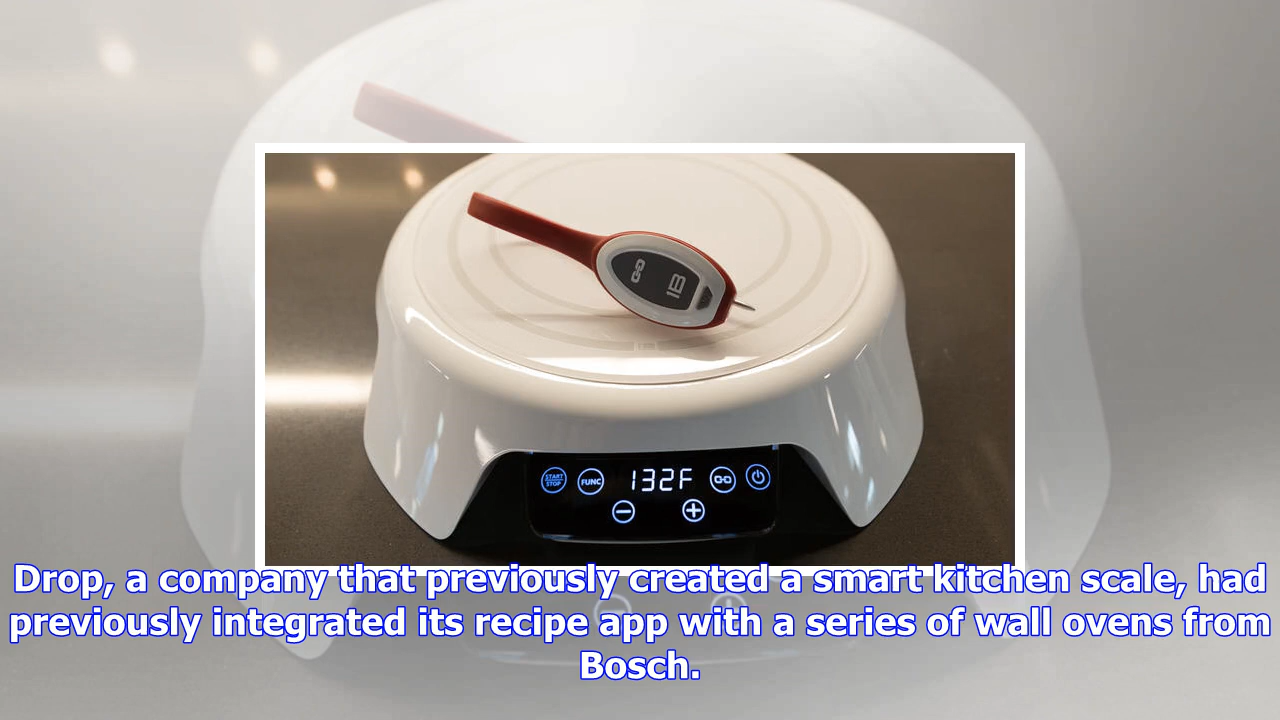 IB
START
STOP
FUNC
132F
Drop, a company that previously created a smart kitchen scale, had
previously integrated its recipe app with a series of wall ovens from
Bosch.